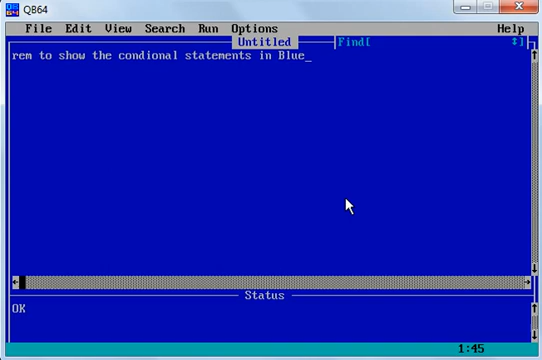 QB64
File Edit View Search Run Options Help
Untitled Find[ ↕]
rem to show the condional statements in Blue_
Status
OK
1:45